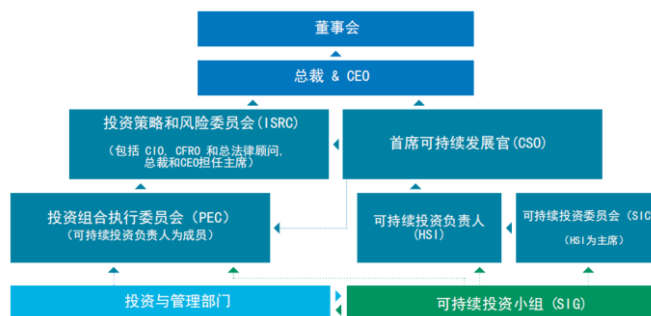 董事会
总裁 & CEO
投资策略和风险委员会(ISRC)
（包括 CIO, CFRO 和总法律顾问,
总裁和CEO担任主席）
首席可持续发展官(CSO)
投资组合执行委员会（PEC）
（可持续投资负责人为成员）
可持续投资负责人
(HSI)
可持续投资委员会（SIC
（HSI为主席）
投资与管理部门
可持续投资小组（SIG）